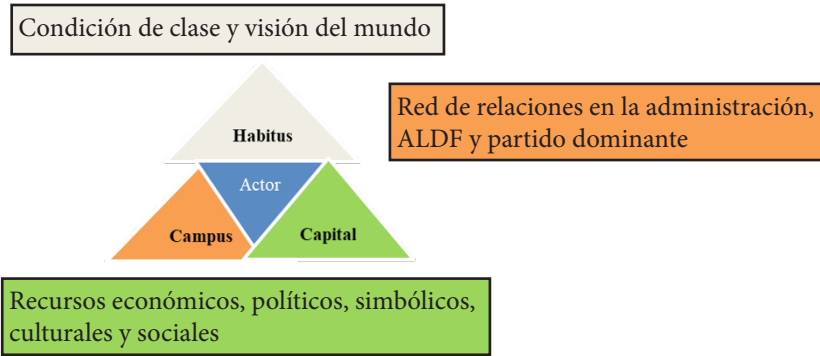 Condición de clase y visión del mundo
Red de relaciones en la administración,
ALDF y partido dominante
Habitus
Actor
Campus
Capital
Recursos económicos, políticos, simbólicos,
culturales y sociales